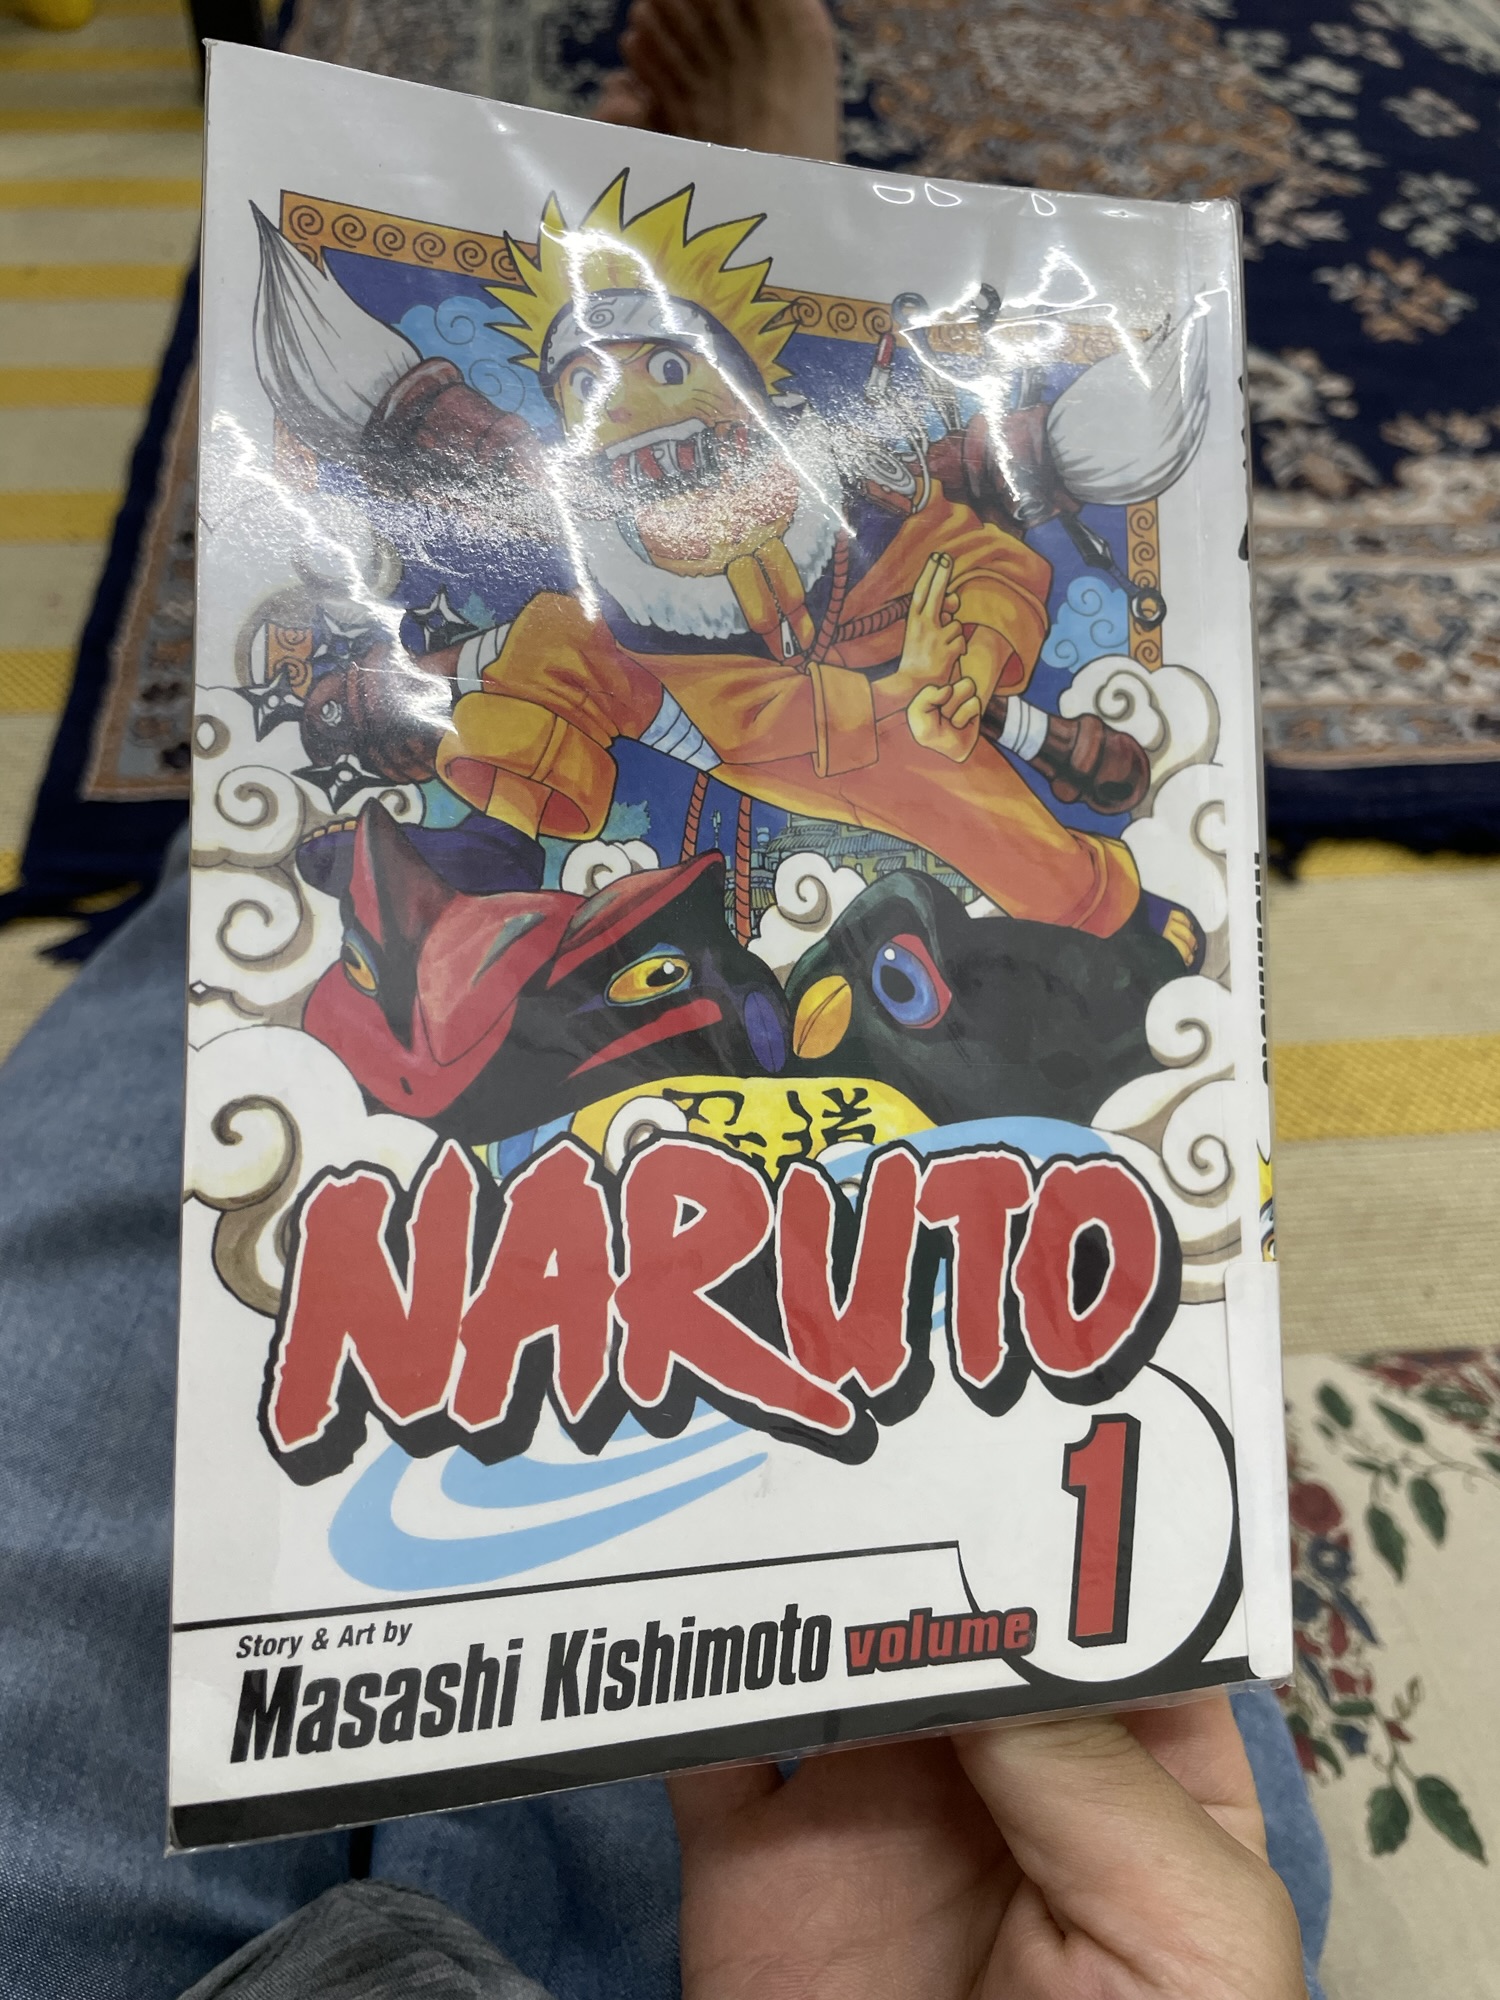 NARUTO
1
Story & Art by
Masashi Kishimoto volume